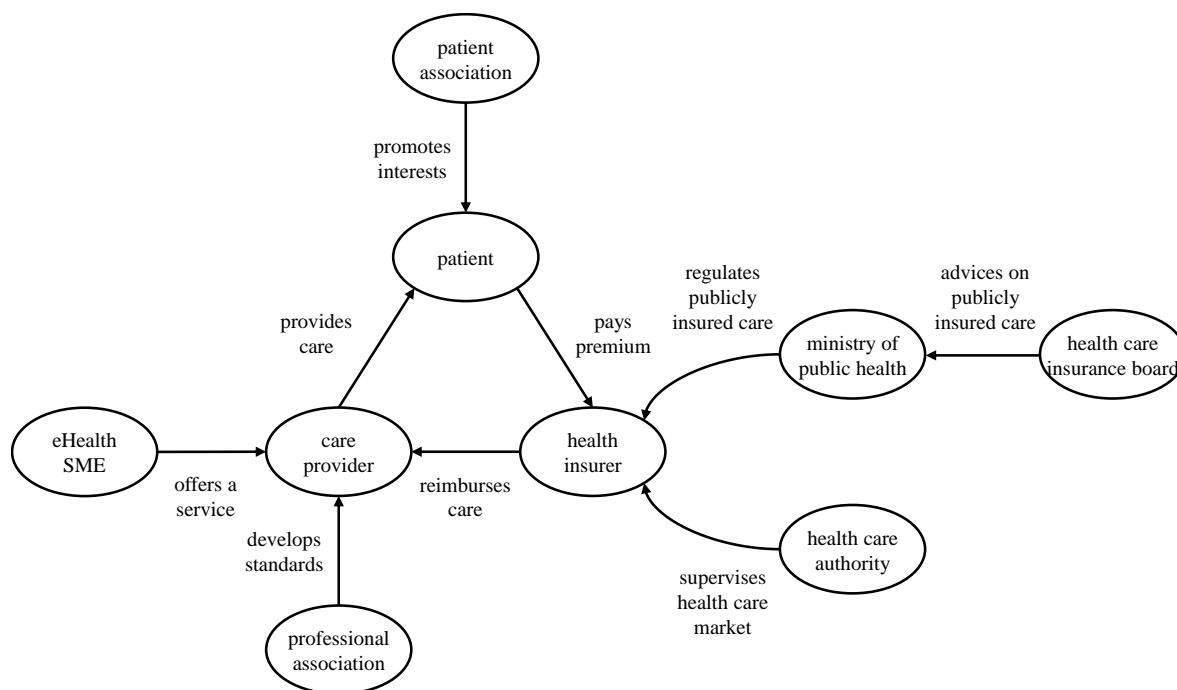 patient
association
promotes
interests
patient
regulates
publicly
insured care
advices on
publicly
insured care
provides
care
pays
premium
ministry of
public health
health care
insurance board
eHealth
SME
care
provider
health
insurer
offers a
service
reimburses
care
develops
standards
health care
authority
supervises
health care
market
professional
association